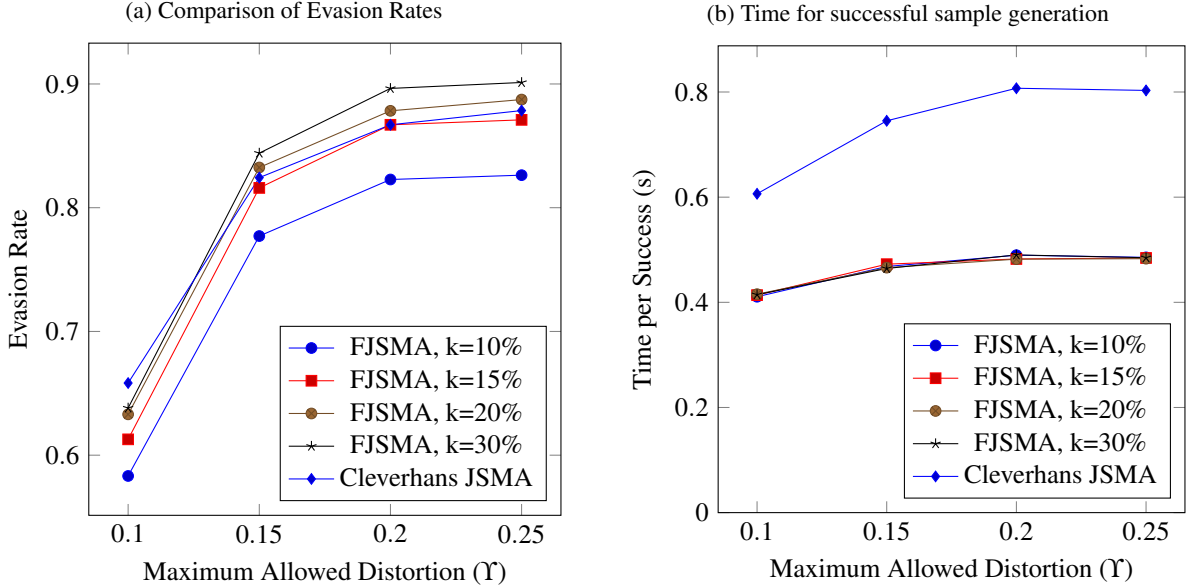 (a) Comparison of Evasion Rates
0.9
0.8
0.7
0.6
Evasion Rate
FJSMA, k=10%
FJSMA, k=15%
FJSMA, k=20%
FJSMA, k=30%
Cleverhans JSMA
0.1 0.15 0.2 0.25
Maximum Allowed Distortion (ϒ)
(b) Time for successful sample generation
0.8
0.6
0.4
0.2
0
Time per Success (s)
FJSMA, k=10%
FJSMA, k=15%
FJSMA, k=20%
FJSMA, k=30%
Cleverhans JSMA
0.1 0.15 0.2 0.25
Maximum Allowed Distortion (ϒ)